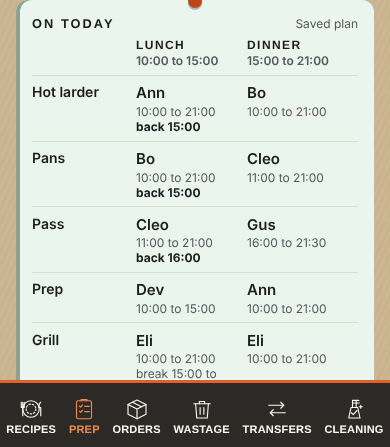 ON TODAY Saved plan
LUNCH DINNER
10:00 to 15:00 15:00 to 21:00
Hot larder Ann Bo
10:00 to 21:00 10:00 to 21:00
back 15:00
Pans Bo Cleo
10:00 to 21:00 11:00 to 21:00
back 15:00
Pass Cleo Gus
11:00 to 21:00 16:00 to 21:30
back 16:00
Prep Dev Ann
10:00 to 15:00 10:00 to 21:00
Grill Eli Eli
10:00 to 21:00 10:00 to 21:00
break 15:00 to
RECIPES PREP ORDERS WASTAGE TRANSFERS CLEANING